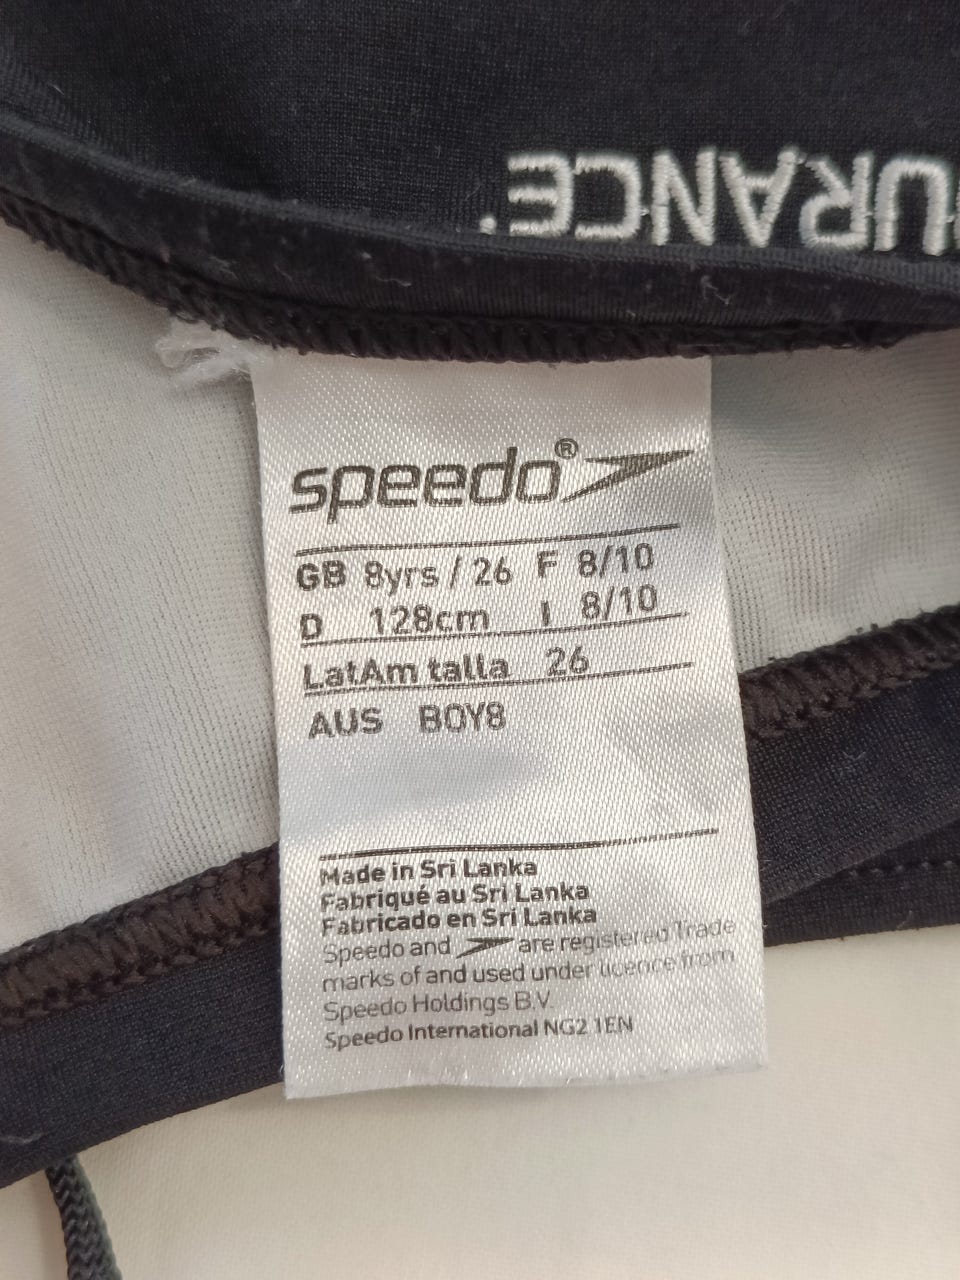 URANCE
speedo®
GB 8yrs / 26 F 8/10
D 128cm I 8/10
LatAm talla 26
AUS BOY8
Made in Sri Lanka
Fabriqué au Sri Lanka
Fabricado en Sri Lanka
Speedo and are registered Trade
marks of and used under licence from
Speedo Holdings B.V.
Speedo International NG2 1EN